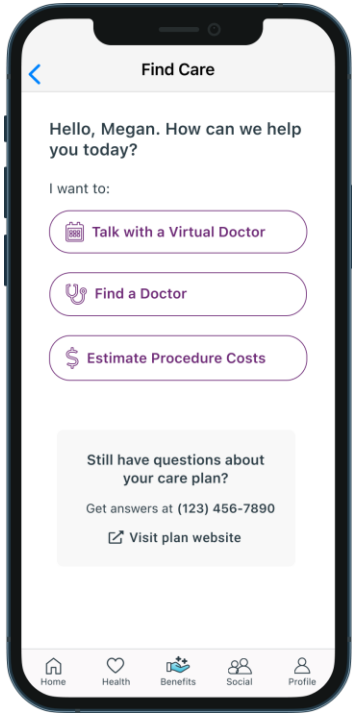 Find Care
Hello, Megan. How can we help
you today?
I want to:
Talk with a Virtual Doctor
Find a Doctor
Estimate Procedure Costs
Still have questions about
your care plan?
Get answers at (123) 456-7890
Visit plan website
Home Health Benefits Social Profile